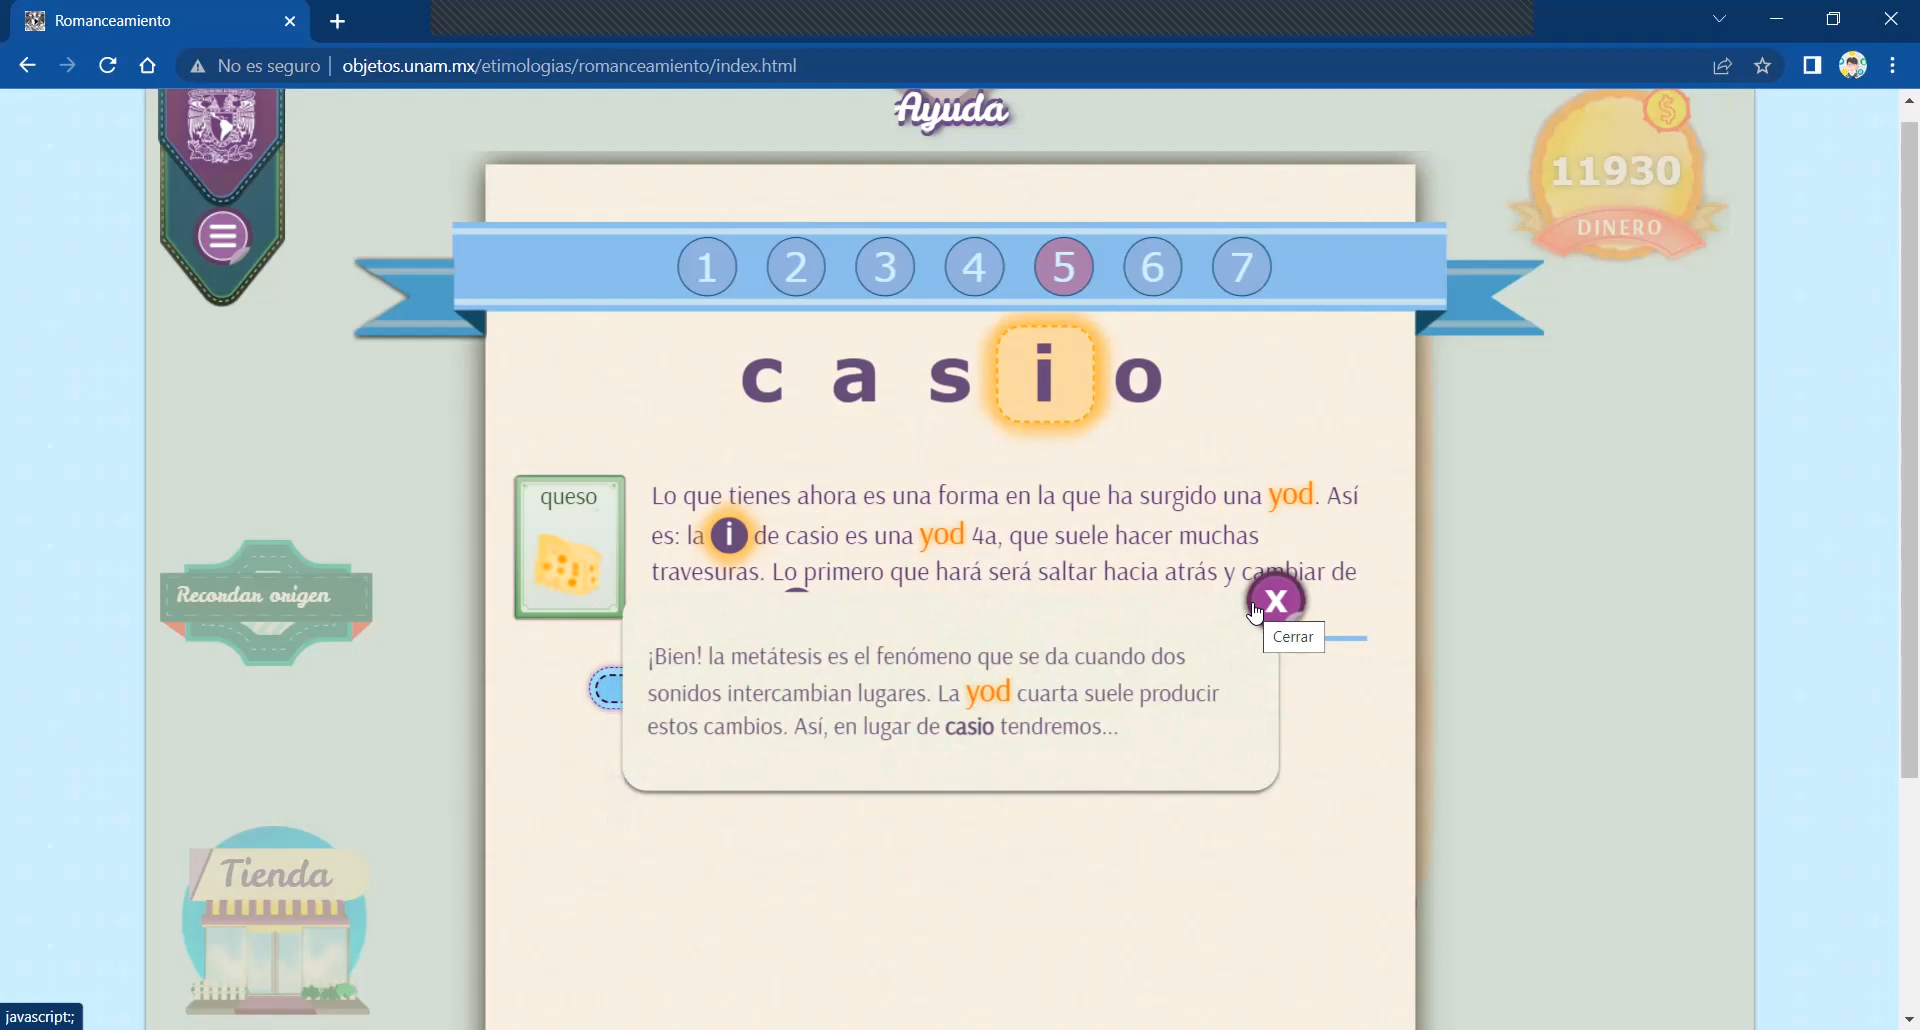 Romanceamiento
No es seguro | objetos.unam.mx/etimologias/romanceamiento/index.html
Ayuda
11930
DINERO
1 2 3 4 5 6 7
c a s i o
queso
Lo que tienes ahora es una forma en la que ha surgido una yod. Así
es: la i de casio es una yod 4a, que suele hacer muchas
travesuras. Lo primero que hará será saltar hacia atrás y cambiar de
X
Cerrar
Recordar origen
¡Bien! la metátesis es el fenómeno que se da cuando dos
sonidos intercambian lugares. La yod cuarta suele producir
estos cambios. Así, en lugar de casio tendremos...
Tienda
javascript:;